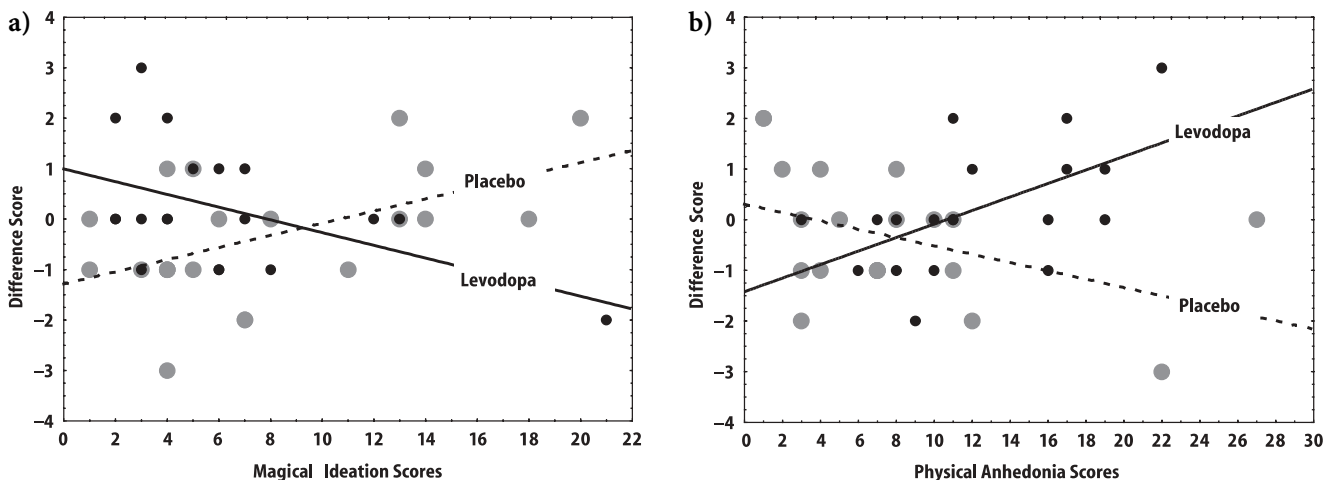 a)
4
3
2
1
0
−1
−2
−3
−4
Difference Score
Placebo
Levodopa
0 2 4 6 8 10 12 14 16 18 20 22
Magical Ideation Scores
b)
4
3
2
1
0
−1
−2
−3
−4
Difference Score
Levodopa
Placebo
0 2 4 6 8 10 12 14 16 18 20 22 24 26 28 30
Physical Anhedonia Scores